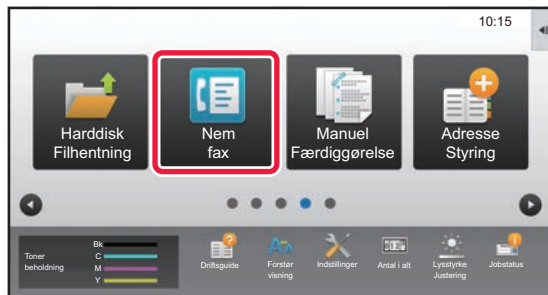 10:15
Harddisk
Filhentning
Nem
fax
Manuel
Færdiggørelse
Adresse
Styring
Toner
beholdning
Bk
C
M
Y
Driftsguide
Forstør
visning
Indstillinger
Antal i alt
Lysstyrke
Justering
Jobstatus